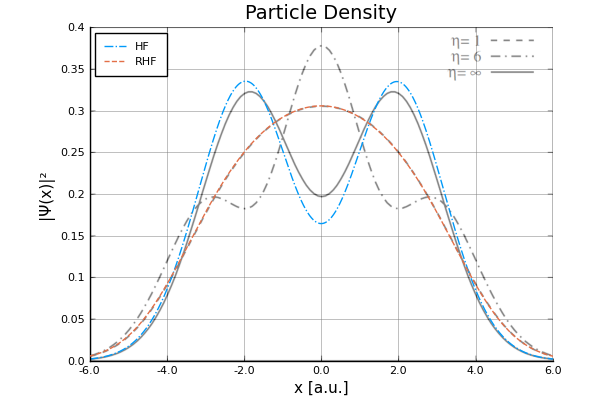 Particle Density
HF
RHF
η= 1
η= 6
η= ∞
|Ψ(x)|²
0.4
0.35
0.3
0.25
0.2
0.15
0.1
0.05
0.0
-6.0 -4.0 -2.0 0.0 2.0 4.0 6.0
x [a.u.]